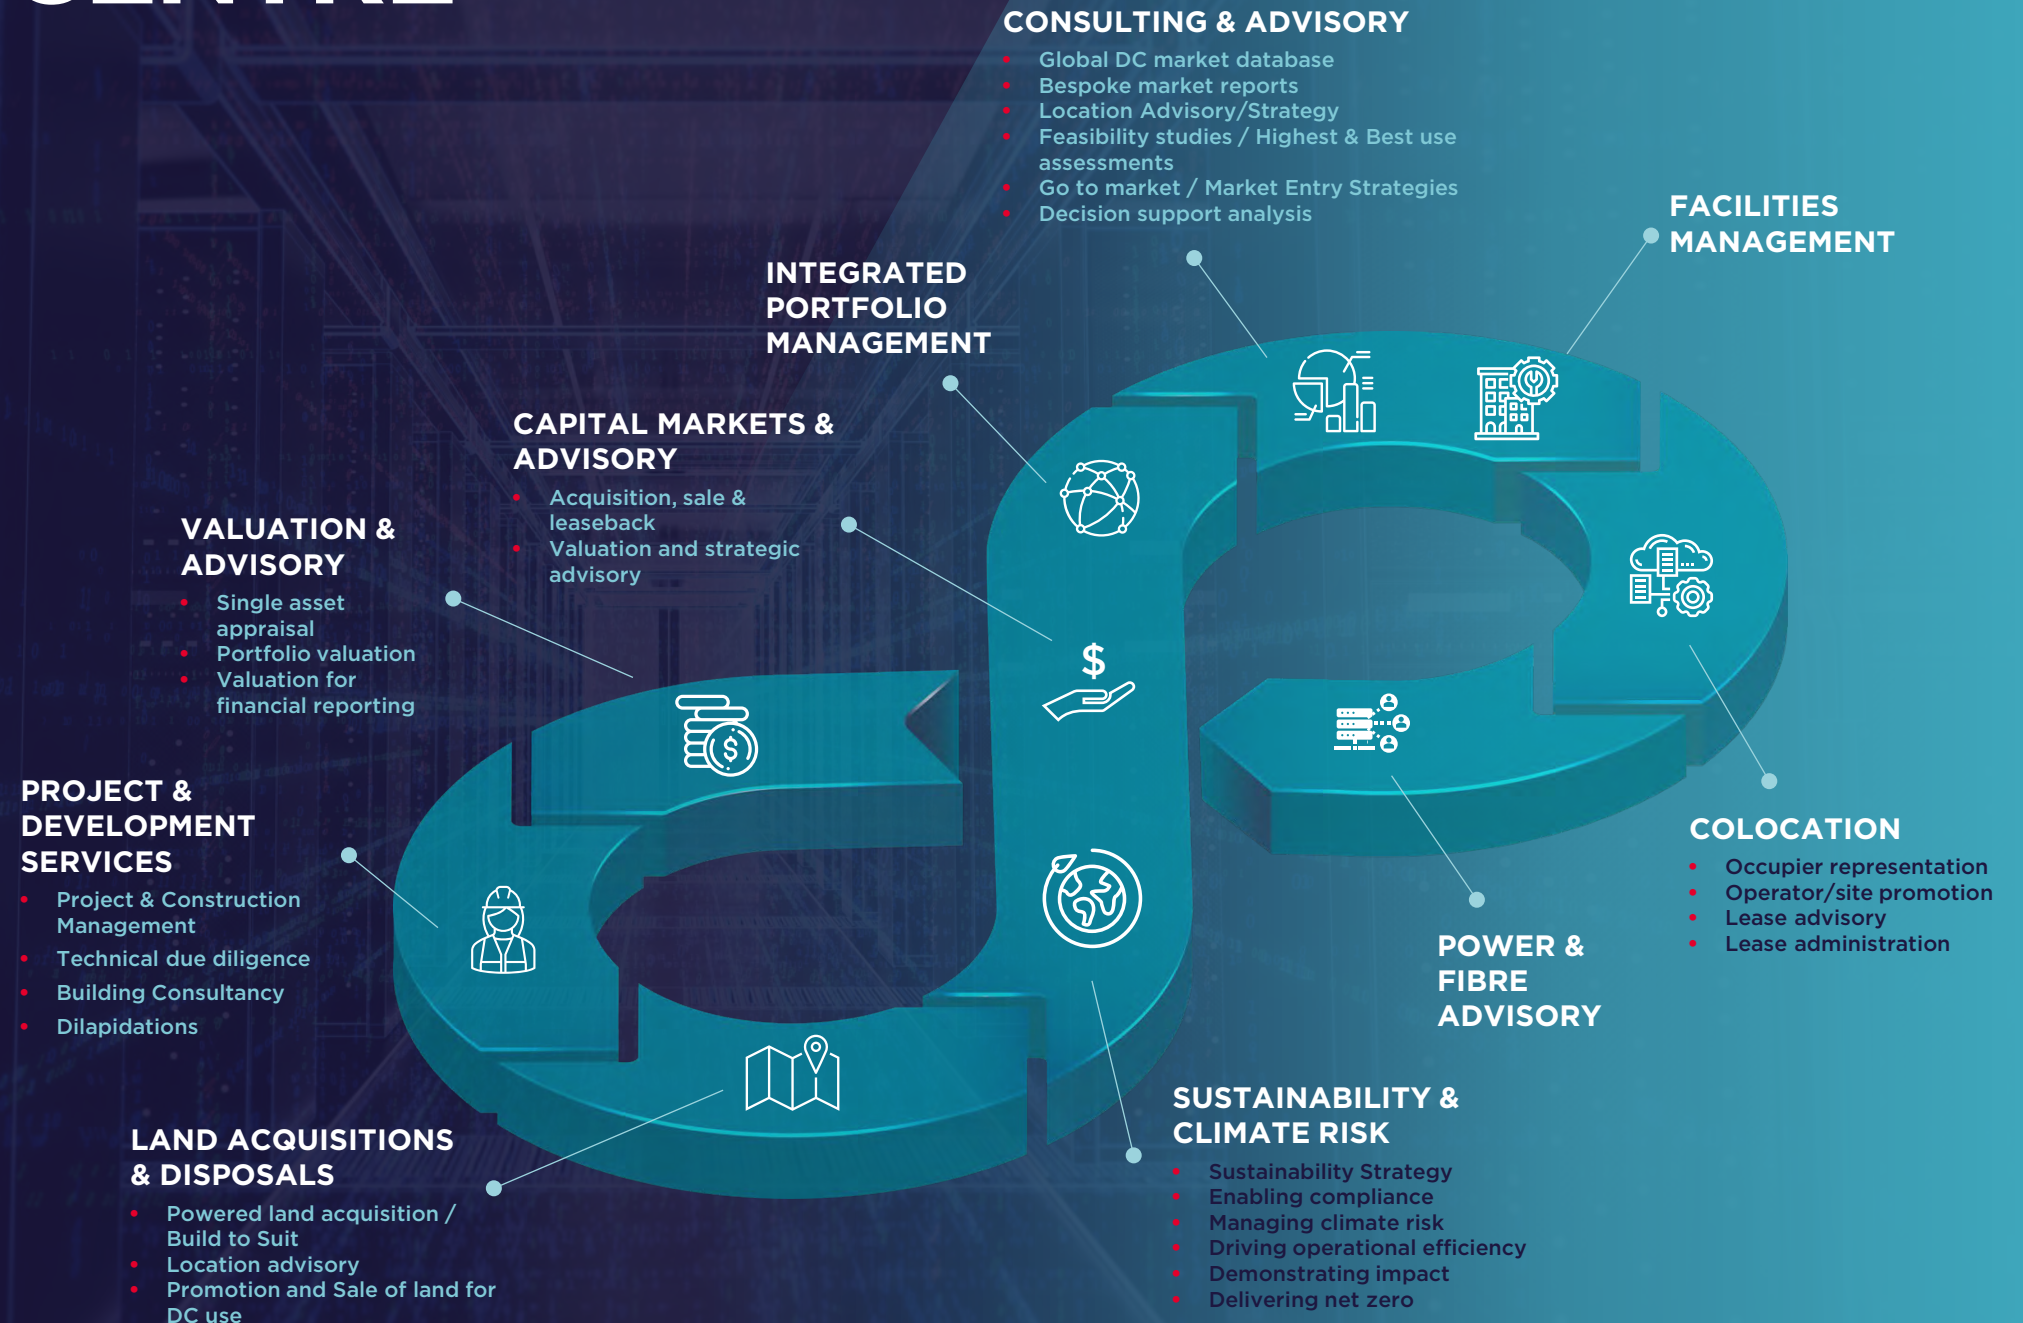 CENTRE
CONSULTING & ADVISORY
• Global DC market database
• Bespoke market reports
• Location Advisory/Strategy
• Feasibility studies / Highest & Best use
assessments
• Go to market / Market Entry Strategies
• Decision support analysis
FACILITIES
MANAGEMENT
INTEGRATED
PORTFOLIO
MANAGEMENT
CAPITAL MARKETS &
ADVISORY
• Acquisition, sale &
leaseback
• Valuation and strategic
advisory
VALUATION &
ADVISORY
• Single asset
appraisal
• Portfolio valuation
• Valuation for
financial reporting
PROJECT &
DEVELOPMENT
SERVICES
• Project & Construction
Management
• Technical due diligence
• Building Consultancy
• Dilapidations
LAND ACQUISITIONS
& DISPOSALS
• Powered land acquisition /
Build to Suit
• Location advisory
• Promotion and Sale of land for
DC use
SUSTAINABILITY &
CLIMATE RISK
• Sustainability Strategy
• Enabling compliance
• Managing climate risk
• Driving operational efficiency
• Demonstrating impact
• Delivering net zero
POWER &
FIBRE
ADVISORY
COLOCATION
• Occupier representation
• Operator/site promotion
• Lease advisory
• Lease administration